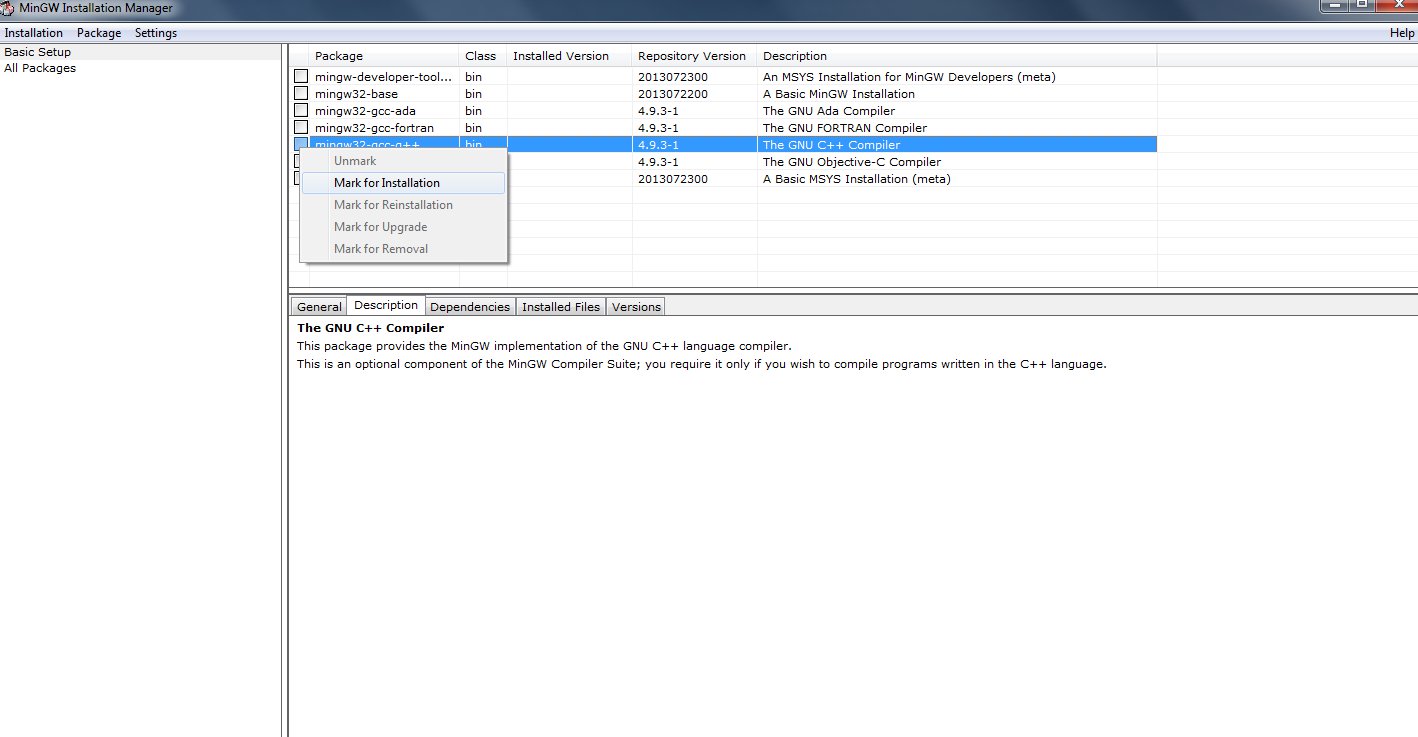 MinGW Installation Manager
Installation Package Settings Help
Basic Setup
All Packages
Package Class Installed Version Repository Version Description
mingw-developer-tool... bin 2013072300 An MSYS Installation for MinGW Developers (meta)
mingw32-base bin 2013072200 A Basic MinGW Installation
mingw32-gcc-ada bin 4.9.3-1 The GNU Ada Compiler
mingw32-gcc-fortran bin 4.9.3-1 The GNU FORTRAN Compiler
mingw32-gcc-g++ bin 4.9.3-1 The GNU C++ Compiler
4.9.3-1 The GNU Objective-C Compiler
2013072300 A Basic MSYS Installation (meta)
Unmark
Mark for Installation
Mark for Reinstallation
Mark for Upgrade
Mark for Removal
General Description Dependencies Installed Files Versions
The GNU C++ Compiler
This package provides the MinGW implementation of the GNU C++ language compiler.
This is an optional component of the MinGW Compiler Suite; you require it only if you wish to compile programs written in the C++ language.